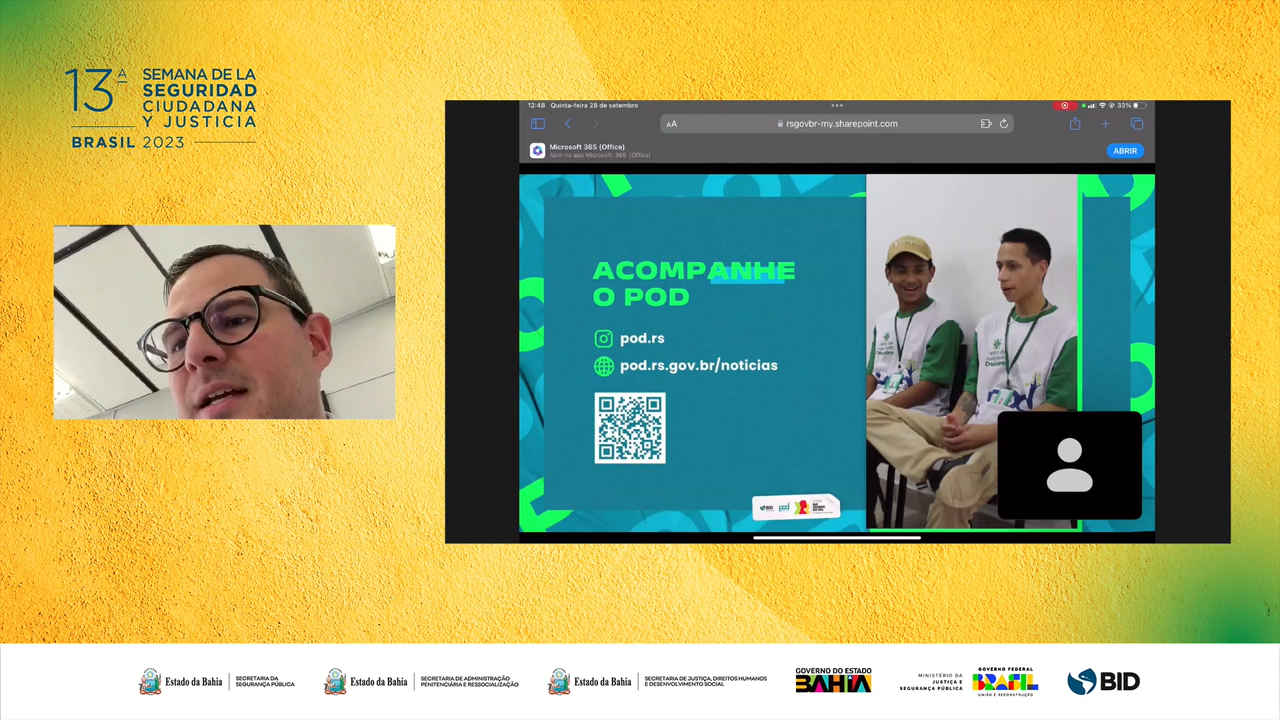 13ª SEMANA DE LA
SEGURIDAD
CIUDADANA
Y JUSTICIA
BRASIL 2023
12:48 Quinta-feira 28 de setembro
33%
AA
rsgovbr-my.sharepoint.com
Microsoft 365 (Office)
Abrir no app Microsoft 365 (Office)
ABRIR
ACOMPANHE
O POD
pod.rs
pod.rs.gov.br/noticias
BID
pod
Estado da Bahia
SECRETARIA DA
SEGURANÇA PÚBLICA
Estado da Bahia
SECRETARIA DE ADMINISTRAÇÃO
PENITENCIÁRIA E RESSOCIALIZAÇÃO
Estado da Bahia
SECRETARIA DE JUSTIÇA, DIREITOS HUMANOS
E DESENVOLVIMENTO SOCIAL
GOVERNO DO ESTADO
BAHIA
MINISTÉRIO DA
JUSTIÇA E
SEGURANÇA PÚBLICA
GOVERNO FEDERAL
BRASIL
UNIÃO E RECONSTRUÇÃO
BID